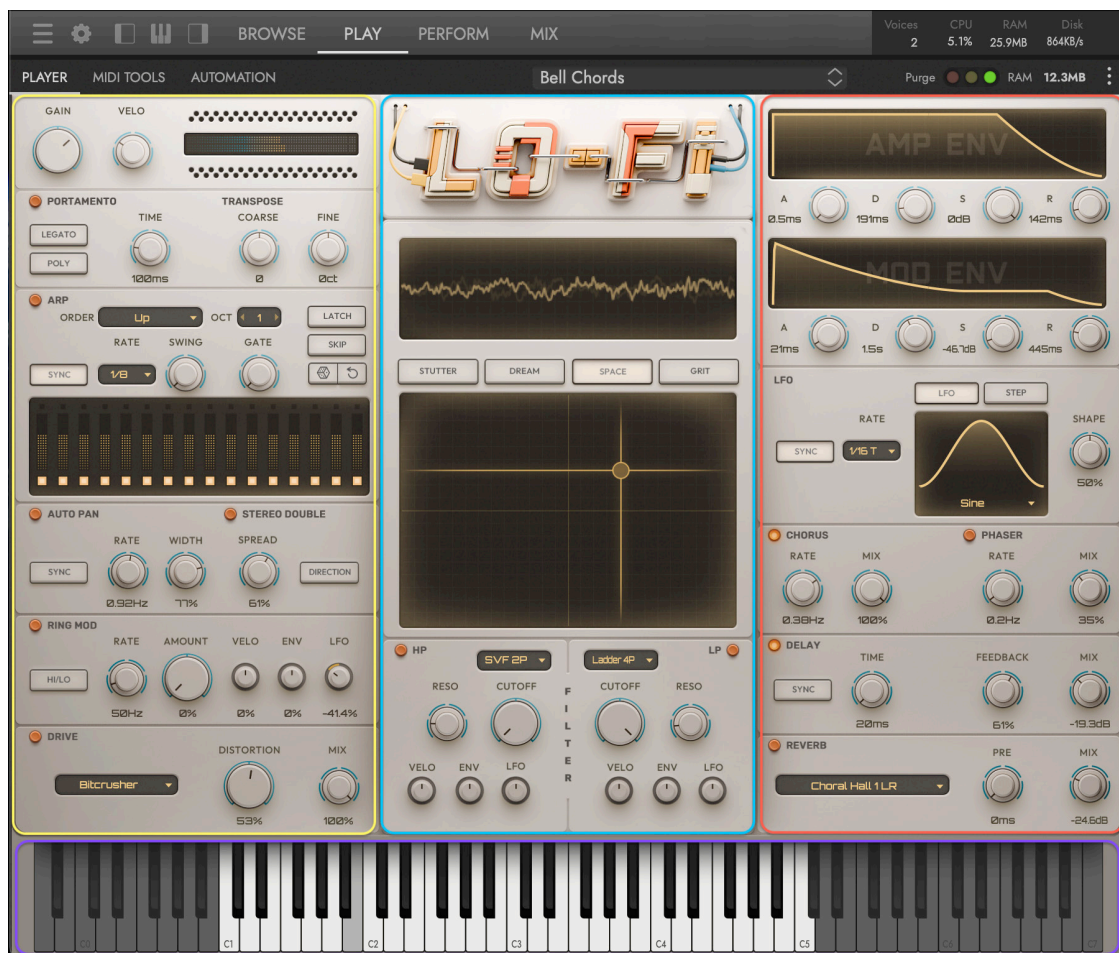 Voices CPU RAM Disk
BROWSE PLAY PERFORM MIX
2 5.1% 25.9MB 864KB/s
PLAYER MIDI TOOLS AUTOMATION Bell Chords Purge RAM 12.3MB
GAIN VELO
LO-FI
AMP ENV
A D S R
0.5ms 191ms 0dB 142ms
PORTAMENTO TRANSPOSE
TIME COARSE FINE
LEGATO
POLY
100ms 0 0ct
MOD ENV
A D S R
21ms 1.5s -46.7dB 445ms
ARP
ORDER Up OCT 1 LATCH
RATE SWING GATE SKIP
SYNC 1/8
STUTTER DREAM SPACE GRIT
LFO
LFO STEP
RATE SHAPE
SYNC 1/16 T
50%
Sine
AUTO PAN STEREO DOUBLE
RATE WIDTH SPREAD
SYNC DIRECTION
0.92Hz 77% 61%
CHORUS PHASER
RATE MIX RATE MIX
0.38Hz 100% 0.2Hz 35%
RING MOD
RATE AMOUNT VELO ENV LFO
HI/LO
50Hz 0% 0% 0% -41.4%
HP SVF 2P Ladder 4P LP
RESO CUTOFF CUTOFF RESO
FILTER
VELO ENV LFO VELO ENV LFO
DELAY
TIME FEEDBACK MIX
SYNC
20ms 61% -19.3dB
DRIVE
DISTORTION MIX
Bitcrusher
53% 100%
REVERB
PRE MIX
Choral Hall 1 LR
0ms -24.6dB
C0 C1 C2 C3 C4 C5 C6 C7